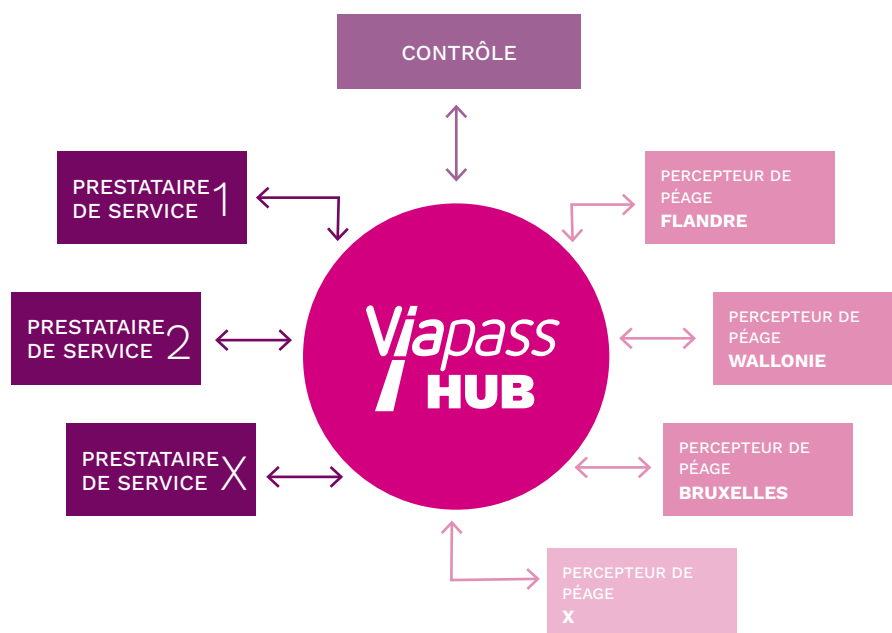 CONTRÔLE
PRESTATAIRE
DE SERVICE 1
PERCEPTEUR DE
PÉAGE
FLANDRE
PRESTATAIRE
DE SERVICE 2
Viapass
HUB
PERCEPTEUR DE
PÉAGE
WALLONIE
PRESTATAIRE
DE SERVICE X
PERCEPTEUR DE
PÉAGE
BRUXELLES
PERCEPTEUR DE
PÉAGE
X